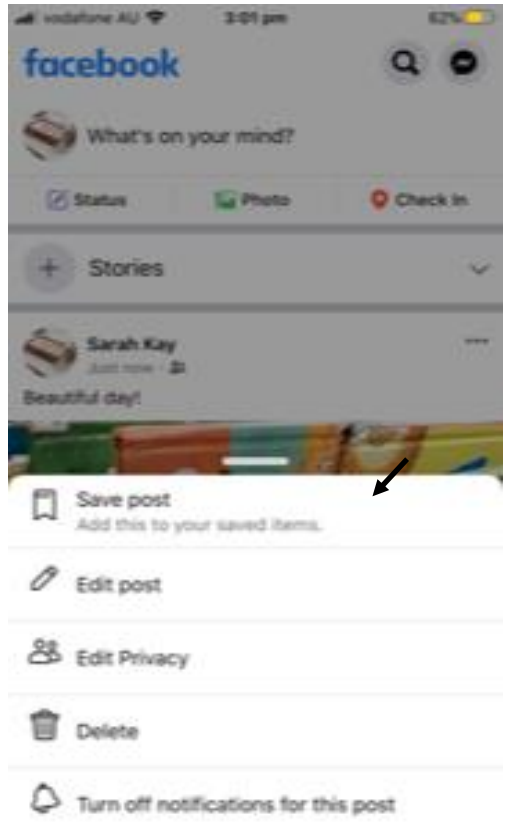 vodafone AU 3:01 pm 62%
facebook
What's on your mind?
Status Photo Check In
Stories
Sarah Kay
Just now
Beautiful day!
Save post
Add this to your saved items.
Edit post
Edit Privacy
Delete
Turn off notifications for this post